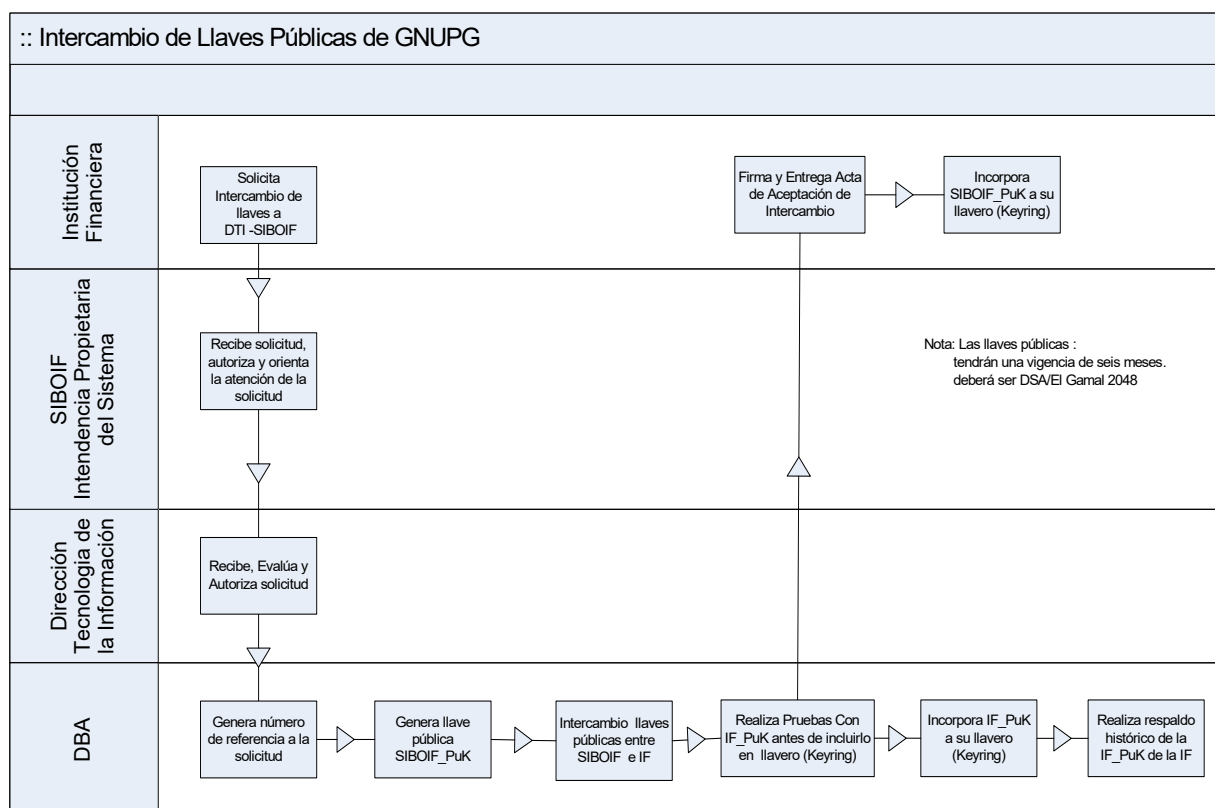 :: Intercambio de Llaves Públicas de GNUPG
Institución
Financiera
Solicita
Intercambio de
llaves a
DTI -SIBOIF
Firma y Entrega Acta
de Aceptación de
Intercambio
Incorpora
SIBOIF_PuK a su
llavero (Keyring)
SIBOIF
Intendencia Propietaria
del Sistema
Recibe solicitud,
autoriza y orienta
la atención de la
solicitud
Nota: Las llaves públicas :
tendrán una vigencia de seis meses.
deberá ser DSA/El Gamal 2048
Dirección
Tecnologia de
la Información
Recibe, Evalúa y
Autoriza solicitud
DBA
Genera número
de referencia a la
solicitud
Genera llave
pública
SIBOIF_PuK
Intercambio llaves
públicas entre
SIBOIF e IF
Realiza Pruebas Con
IF_PuK antes de incluirlo
en llavero (Keyring)
Incorpora IF_PuK
a su llavero
(Keyring)
Realiza respaldo
histórico de la
IF_PuK de la IF